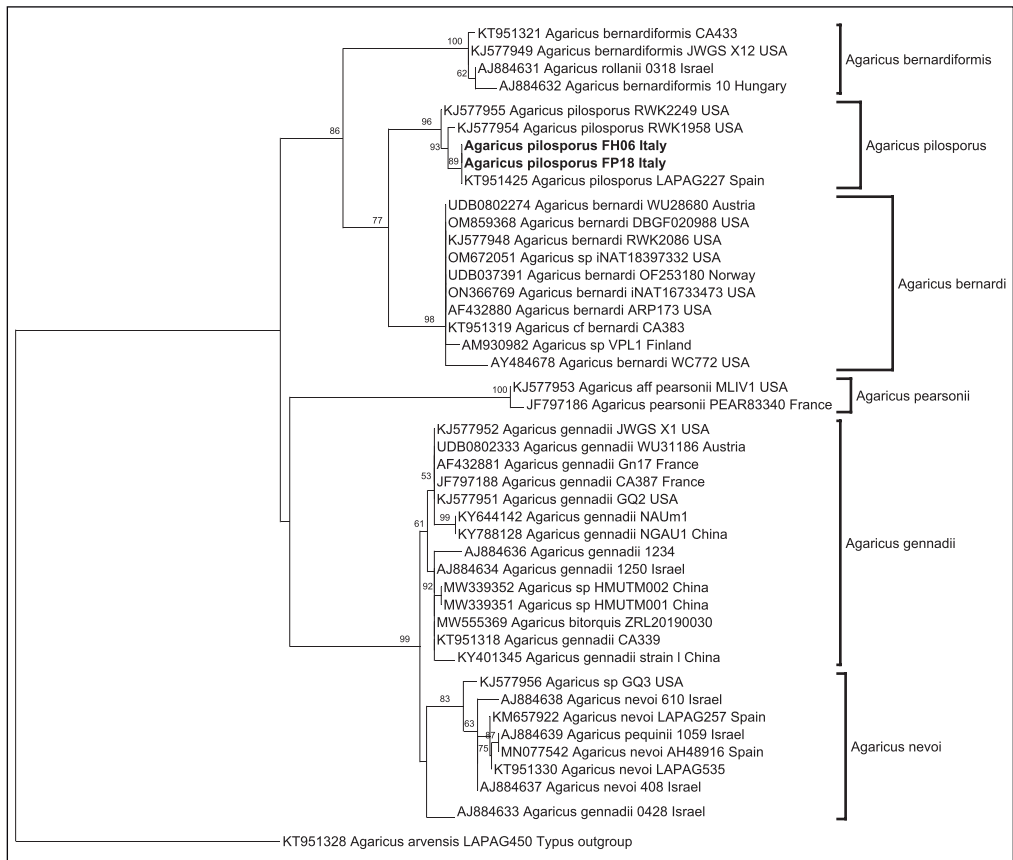 KT951321 Agaricus bernardiformis CA433
100
KJ577949 Agaricus bernardiformis JWGS X12 USA
Agaricus bernardiformis
62
AJ884631 Agaricus rollanii 0318 Israel
AJ884632 Agaricus bernardiformis 10 Hungary
86
KJ577955 Agaricus pilosporus RWK2249 USA
96
KJ577954 Agaricus pilosporus RWK1958 USA
93
Agaricus pilosporus FH06 Italy
Agaricus pilosporus
89
Agaricus pilosporus FP18 Italy
KT951425 Agaricus pilosporus LAPAG227 Spain
77
UDB0802274 Agaricus bernardi WU28680 Austria
OM859368 Agaricus bernardi DBGF020988 USA
KJ577948 Agaricus bernardi RWK2086 USA
OM672051 Agaricus sp iNAT18397332 USA
UDB037391 Agaricus bernardi OF253180 Norway
Agaricus bernardi
ON366769 Agaricus bernardi iNAT16733473 USA
AF432880 Agaricus bernardi ARP173 USA
98
KT951319 Agaricus cf bernardi CA383
AM930982 Agaricus sp VPL1 Finland
AY484678 Agaricus bernardi WC772 USA
100
KJ577953 Agaricus aff pearsonii MLIV1 USA
Agaricus pearsonii
JF797186 Agaricus pearsonii PEAR83340 France
KJ577952 Agaricus gennadii JWGS X1 USA
UDB0802333 Agaricus gennadii WU31186 Austria
AF432881 Agaricus gennadii Gn17 France
53
JF797188 Agaricus gennadii CA387 France
KJ577951 Agaricus gennadii GQ2 USA
61
99
KY644142 Agaricus gennadii NAUm1
KY788128 Agaricus gennadii NGAU1 China
Agaricus gennadii
AJ884636 Agaricus gennadii 1234
AJ884634 Agaricus gennadii 1250 Israel
92
MW339352 Agaricus sp HMUTM002 China
MW339351 Agaricus sp HMUTM001 China
MW555369 Agaricus bitorquis ZRL20190030
99
KT951318 Agaricus gennadii CA339
KY401345 Agaricus gennadii strain I China
83
KJ577956 Agaricus sp GQ3 USA
AJ884638 Agaricus nevoi 610 Israel
63
KM657922 Agaricus nevoi LAPAG257 Spain
87
AJ884639 Agaricus pequinii 1059 Israel
75
MN077542 Agaricus nevoi AH48916 Spain
Agaricus nevoi
KT951330 Agaricus nevoi LAPAG535
AJ884637 Agaricus nevoi 408 Israel
AJ884633 Agaricus gennadii 0428 Israel
KT951328 Agaricus arvensis LAPAG450 Typus outgroup